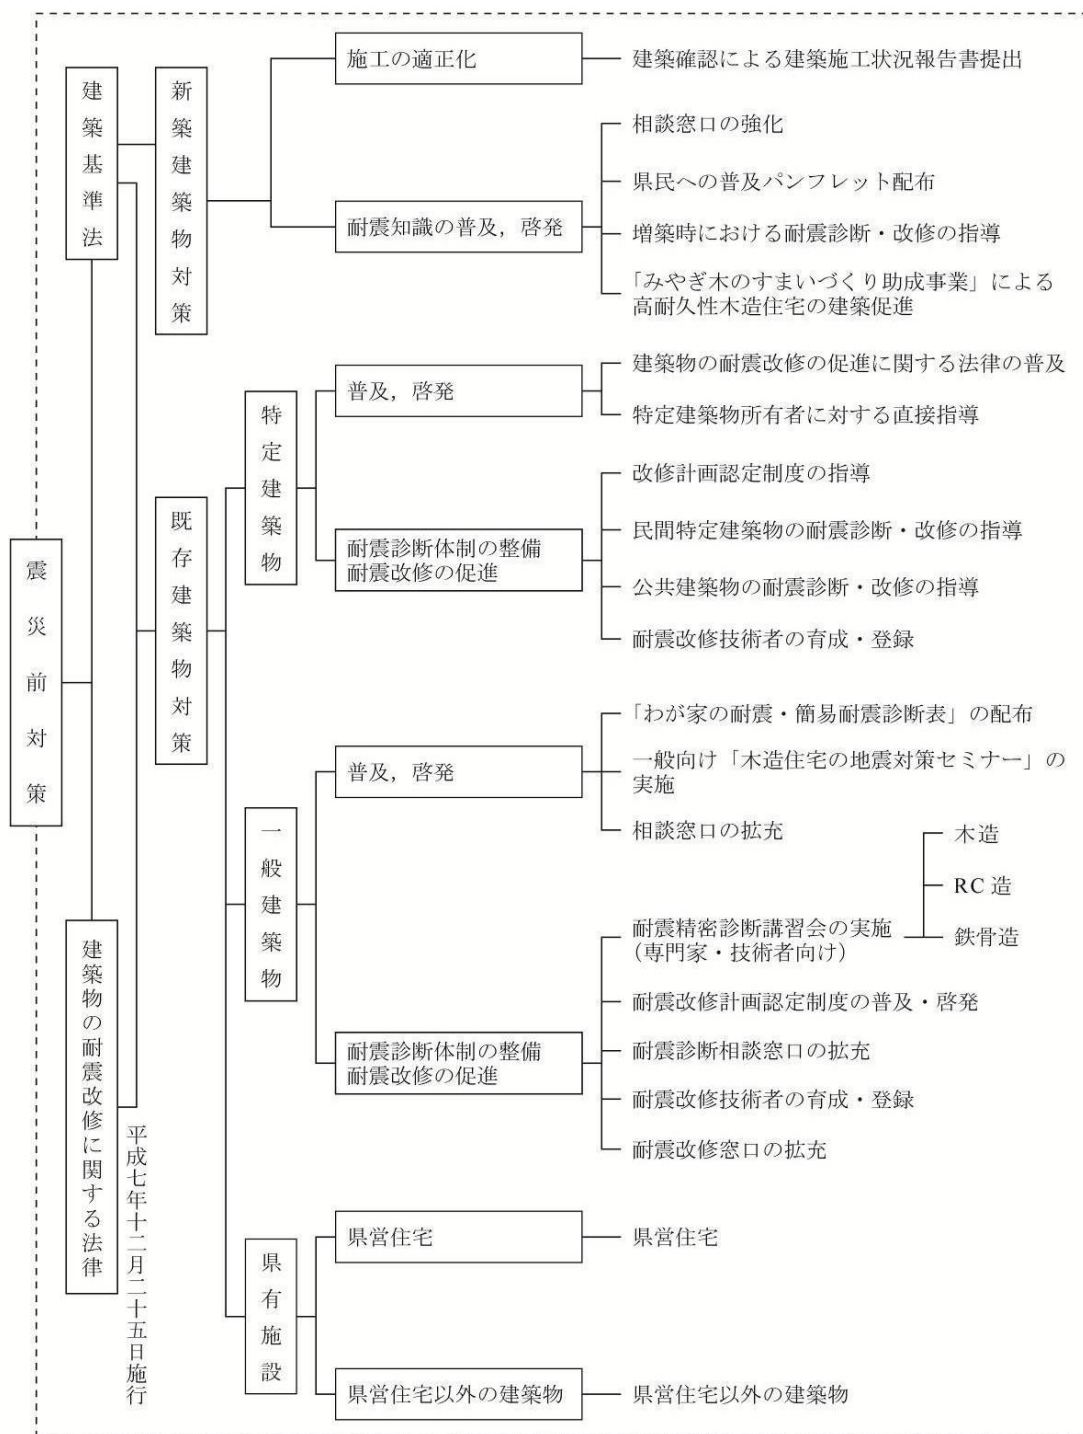 震災前対策
建築基準法
建築物の耐震改修に関する法律
平成七年十二月二十五日施行
新築建築物対策
施工の適正化
建築確認による建築施工状況報告書提出
耐震知識の普及，啓発
相談窓口の強化
県民への普及パンフレット配布
増築時における耐震診断・改修の指導
「みやぎ木のすまいづくり助成事業」による
高耐久性木造住宅の建築促進
既存建築物対策
特定建築物
普及，啓発
建築物の耐震改修の促進に関する法律の普及
特定建築物所有者に対する直接指導
耐震診断体制の整備
耐震改修の促進
改修計画認定制度の指導
民間特定建築物の耐震診断・改修の指導
公共建築物の耐震診断・改修の指導
耐震改修技術者の育成・登録
一般建築物
普及，啓発
「わが家の耐震・簡易耐震診断表」の配布
一般向け「木造住宅の地震対策セミナー」の
実施
相談窓口の拡充
耐震診断体制の整備
耐震改修の促進
耐震精密診断講習会の実施
（専門家・技術者向け）
木造
RC 造
鉄骨造
耐震改修計画認定制度の普及・啓発
耐震診断相談窓口の拡充
耐震改修技術者の育成・登録
耐震改修窓口の拡充
県有施設
県営住宅
県営住宅
県営住宅以外の建築物
県営住宅以外の建築物